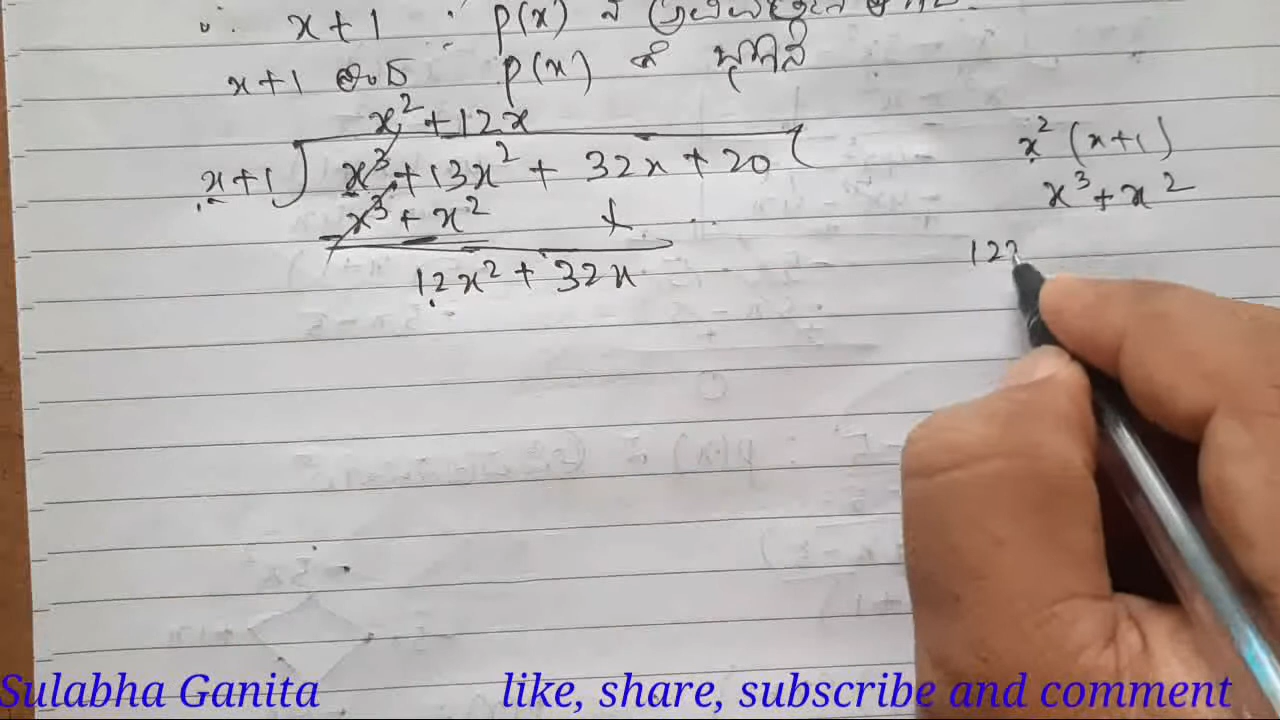 ∴ x + 1 ∵ p(x) ನ
x + 1 ಅಂದ p(x) ನ
x² + 12x
x + 1 ) x³ + 13x² + 32x + 20 (
x³ + x²
12x² + 32x
x² (x + 1)
x³ + x²
12
Sulabha Ganita like, share, subscribe and comment